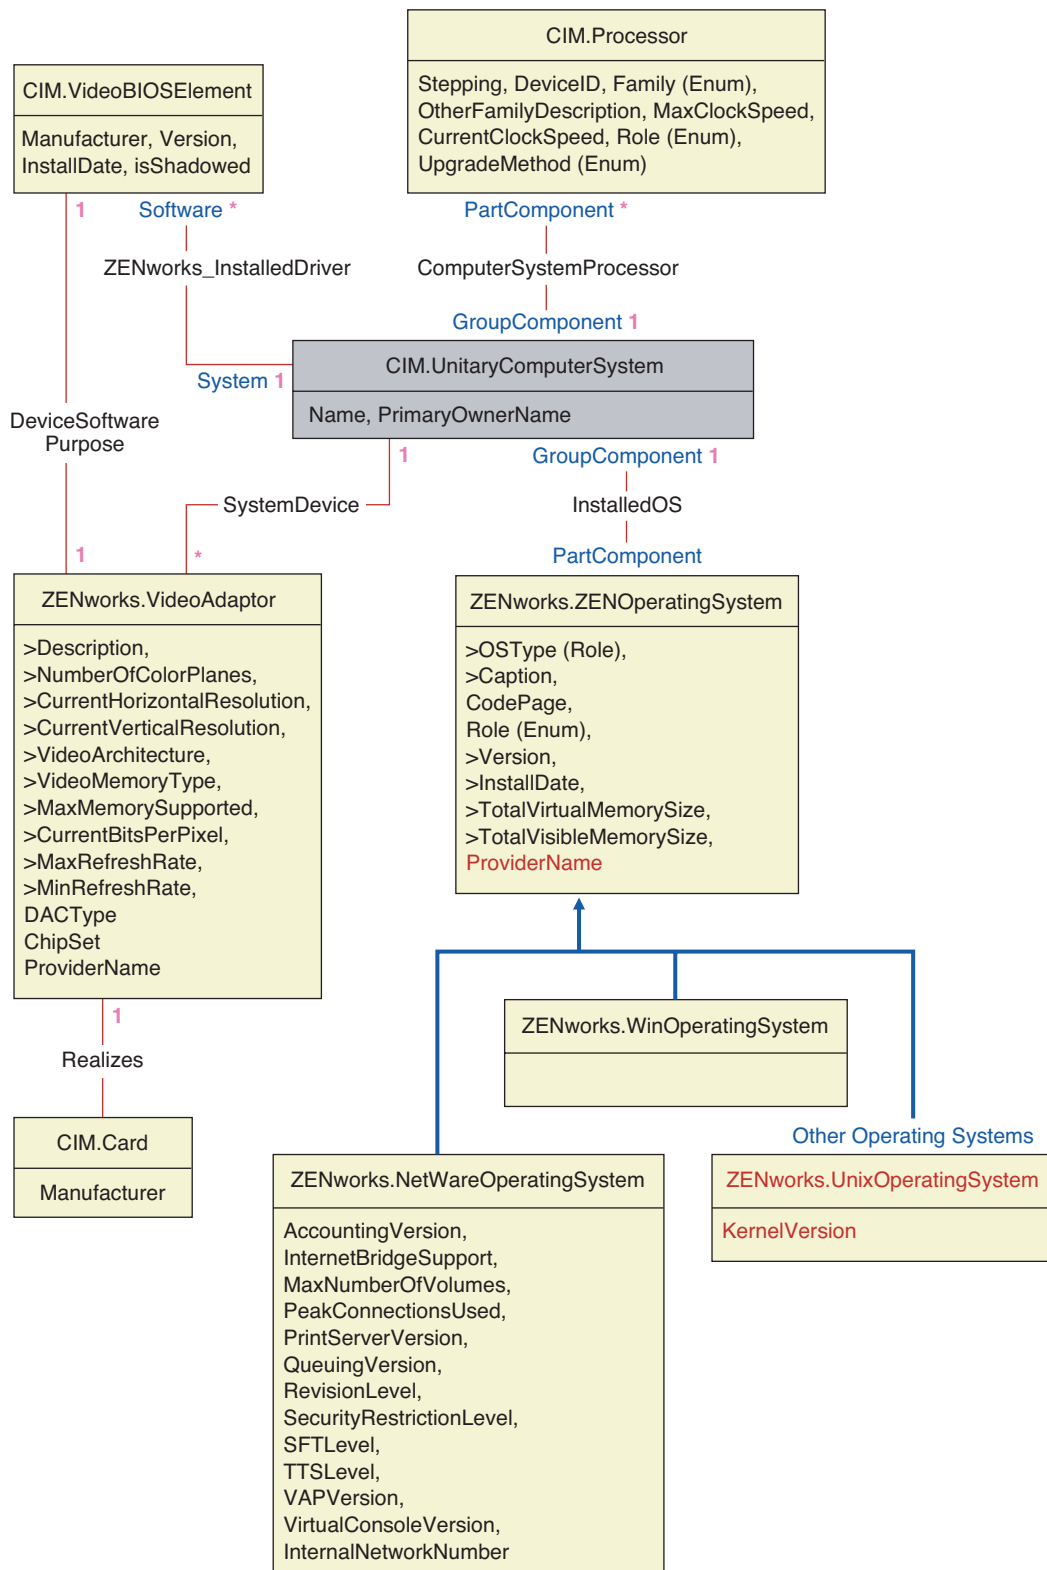 CIM.Processor
Stepping, DeviceID, Family (Enum),
OtherFamilyDescription, MaxClockSpeed,
CurrentClockSpeed, Role (Enum),
UpgradeMethod (Enum)
CIM.VideoBIOSElement
Manufacturer, Version,
InstallDate, isShadowed
1
Software *
PartComponent *
ZENworks_InstalledDriver
ComputerSystemProcessor
GroupComponent 1
System 1
CIM.UnitaryComputerSystem
Name, PrimaryOwnerName
DeviceSoftware
Purpose
1
GroupComponent 1
SystemDevice
InstalledOS
1
*
PartComponent
ZENworks.VideoAdaptor
>Description,
>NumberOfColorPlanes,
>CurrentHorizontalResolution,
>CurrentVerticalResolution,
>VideoArchitecture,
>VideoMemoryType,
>MaxMemorySupported,
>CurrentBitsPerPixel,
>MaxRefreshRate,
>MinRefreshRate,
DACType
ChipSet
ProviderName
ZENworks.ZENOperatingSystem
>OSType (Role),
>Caption,
CodePage,
Role (Enum),
>Version,
>InstallDate,
>TotalVirtualMemorySize,
>TotalVisibleMemorySize,
ProviderName
1
Realizes
CIM.Card
Manufacturer
ZENworks.WinOperatingSystem
Other Operating Systems
ZENworks.NetWareOperatingSystem
AccountingVersion,
InternetBridgeSupport,
MaxNumberOfVolumes,
PeakConnectionsUsed,
PrintServerVersion,
QueuingVersion,
RevisionLevel,
SecurityRestrictionLevel,
SFTLevel,
TTSLevel,
VAPVersion,
VirtualConsoleVersion,
InternalNetworkNumber
ZENworks.UnixOperatingSystem
KernelVersion